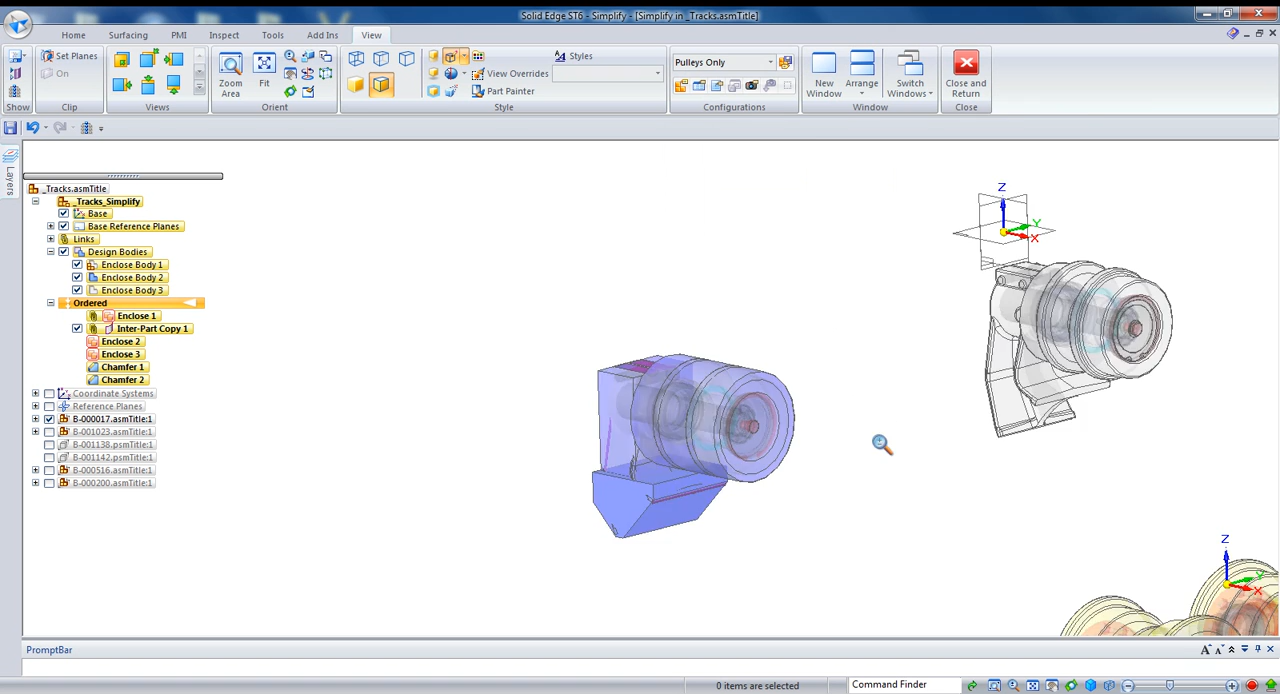 Solid Edge ST6 - Simplify - [Simplify in _Tracks.asmTitle]
Home Surfacing PMI Inspect Tools Add Ins View
Set Planes
On
Show
Clip
Views
Zoom Area
Fit
Orient
View Overrides
Part Painter
Styles
Style
Pulleys Only
Configurations
New Window
Arrange
Switch Windows
Window
Close and Return
Close
Layers
_Tracks.asmTitle
_Tracks_Simplify
Base
Base Reference Planes
Links
Design Bodies
Enclose Body 1
Enclose Body 2
Enclose Body 3
Ordered
Enclose 1
Inter-Part Copy 1
Enclose 2
Enclose 3
Chamfer 1
Chamfer 2
Coordinate Systems
Reference Planes
B-000017.asmTitle:1
B-001023.asmTitle:1
B-001138.psmTitle:1
B-001142.psmTitle:1
B-000516.asmTitle:1
B-000200.asmTitle:1
Z
Y
X
Z
Y
X
PromptBar
0 items are selected
Command Finder